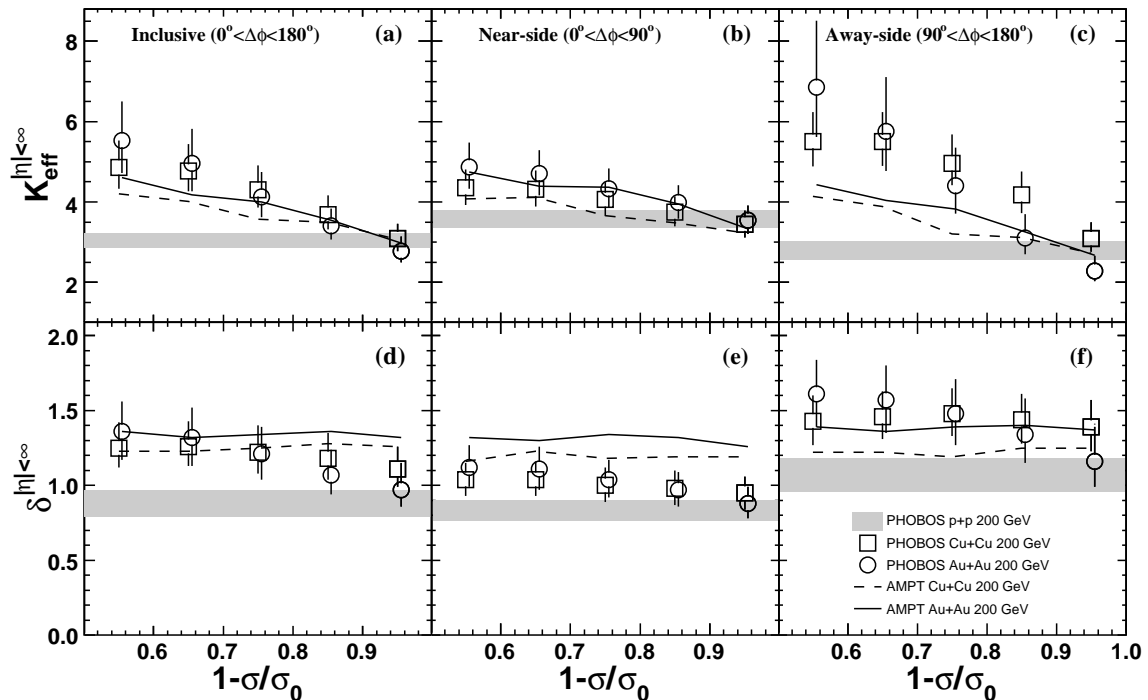 Inclusive (0°<Δϕ<180°) (a)
Near-side (0°<Δϕ<90°) (b)
Away-side (90°<Δϕ<180°) (c)
8
6
4
2
K_eff^|η|<∞
(d)
(e)
(f)
2.0
1.5
1.0
0.5
0.0
δ^|η|<∞
PHOBOS p+p 200 GeV
PHOBOS Cu+Cu 200 GeV
PHOBOS Au+Au 200 GeV
AMPT Cu+Cu 200 GeV
AMPT Au+Au 200 GeV
0.6 0.7 0.8 0.9
0.6 0.7 0.8 0.9
0.6 0.7 0.8 0.9 1.0
1-σ/σ₀
1-σ/σ₀
1-σ/σ₀